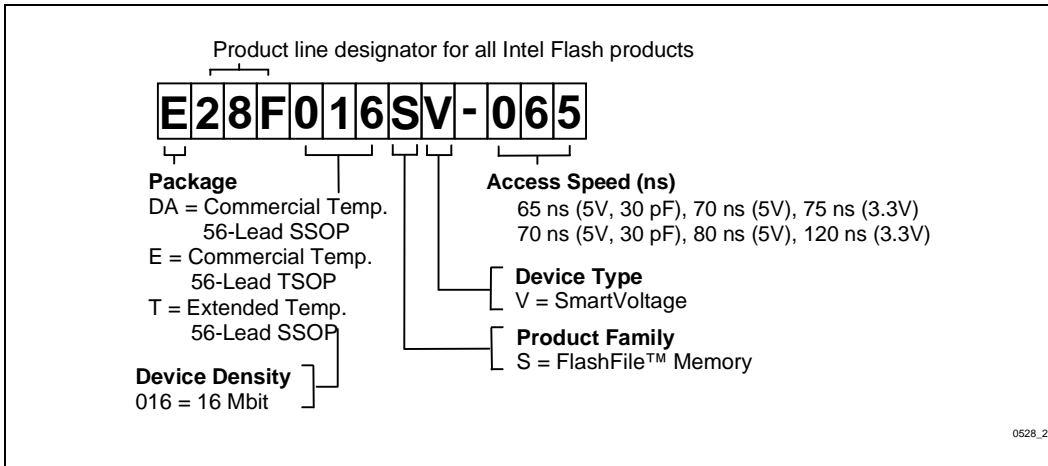 Product line designator for all Intel Flash products
E28F016SV-065
Package
DA = Commercial Temp.
56-Lead SSOP
E = Commercial Temp.
56-Lead TSOP
T = Extended Temp.
56-Lead SSOP
Device Density
016 = 16 Mbit
Access Speed (ns)
65 ns (5V, 30 pF), 70 ns (5V), 75 ns (3.3V)
70 ns (5V, 30 pF), 80 ns (5V), 120 ns (3.3V)
Device Type
V = SmartVoltage
Product Family
S = FlashFile™ Memory
0528_2